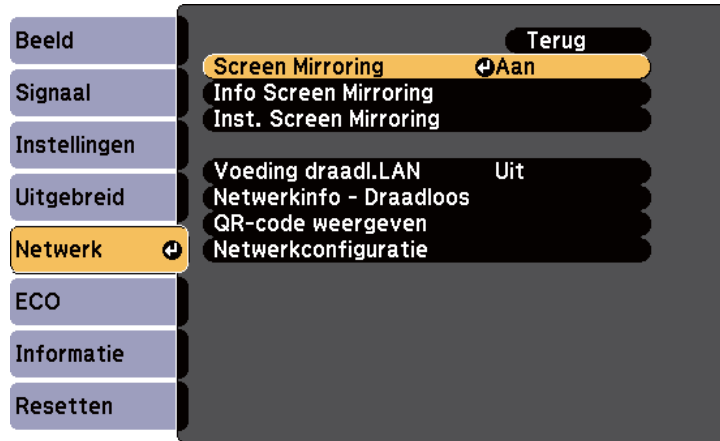 Beeld
Signaal
Instellingen
Uitgebreid
Netwerk
ECO
Informatie
Resetten
Terug
Screen Mirroring Aan
Info Screen Mirroring
Inst. Screen Mirroring
Voeding draadl.LAN Uit
Netwerkinfo - Draadloos
QR-code weergeven
Netwerkconfiguratie